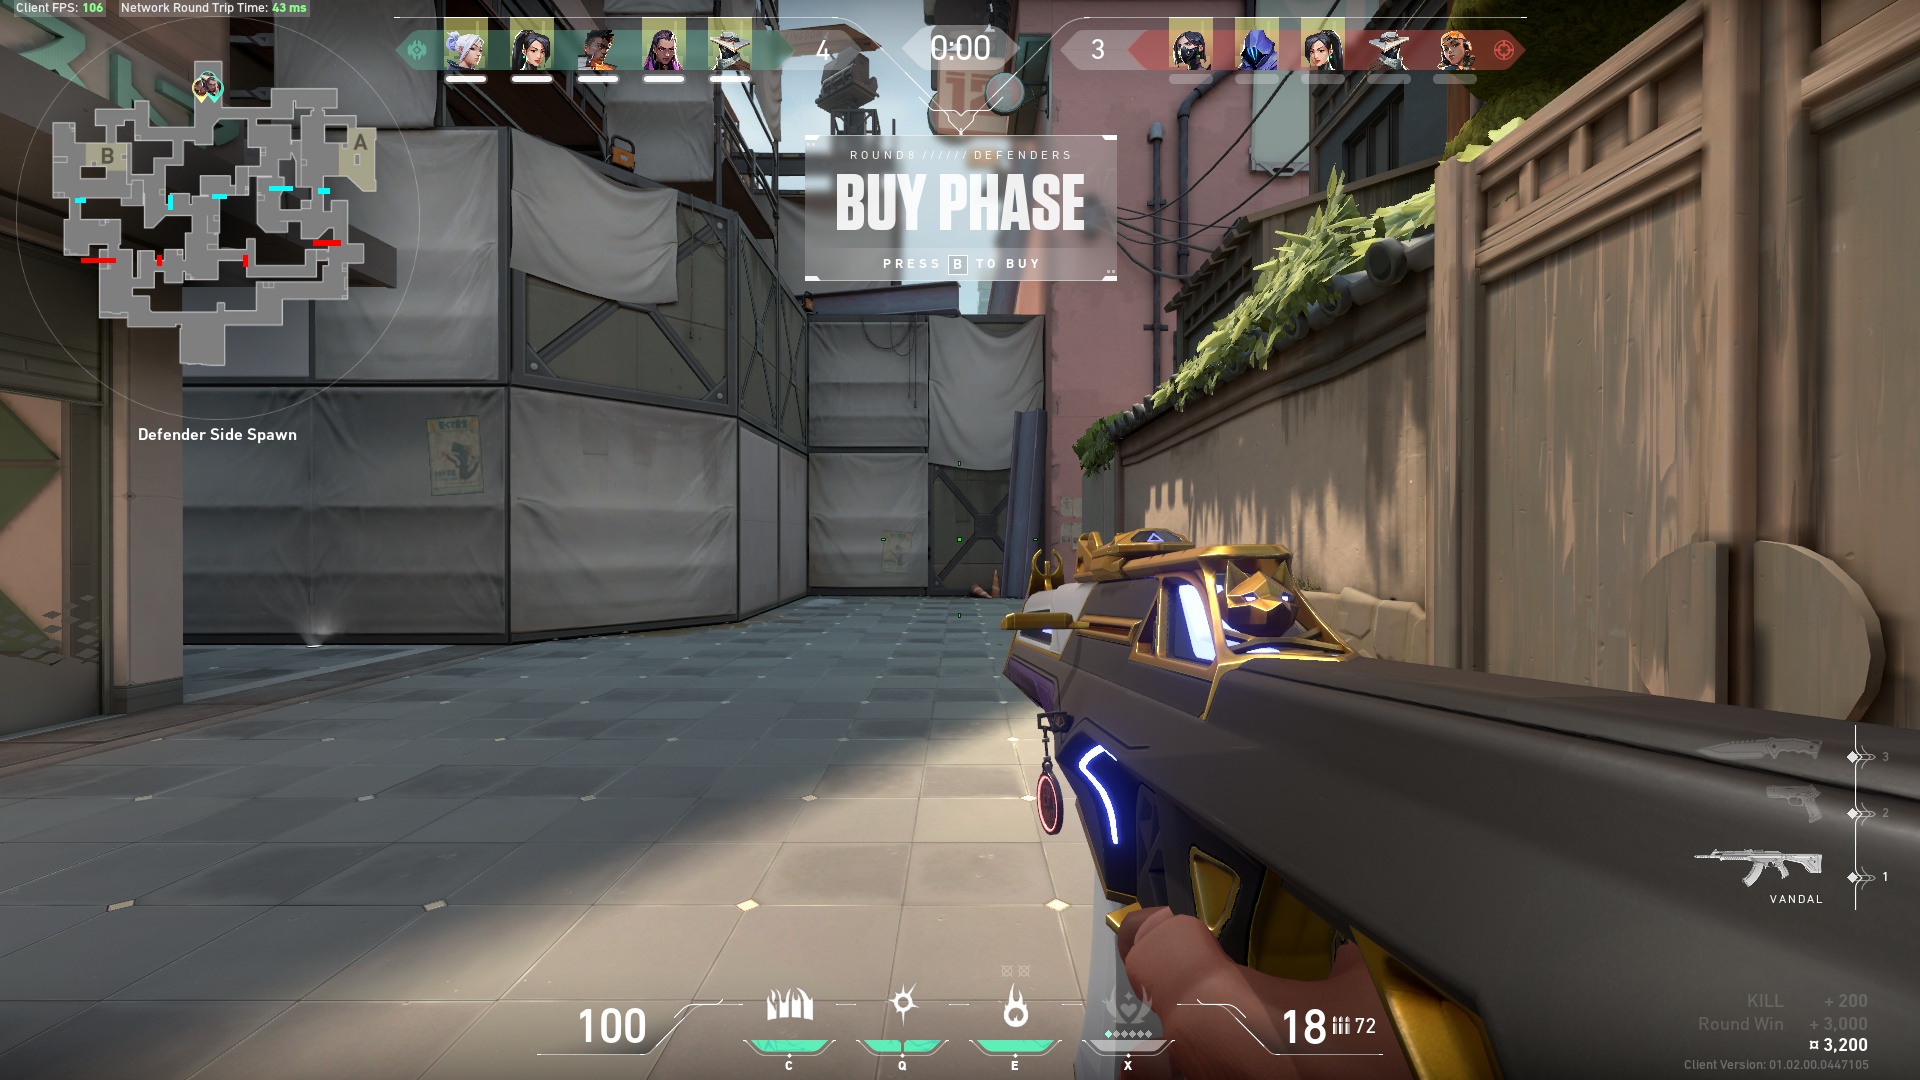 Client FPS: 106 Network Round Trip Time: 43 ms
4
0:00
3
B
A
ROUND 8 ////// DEFENDERS
BUY PHASE
PRESS B TO BUY
Defender Side Spawn
3
2
1
VANDAL
100
C
Q
E
X
18
72
KILL + 200
Round Win + 3,000
¤ 3,200
Client Version: 01.02.00.0447105